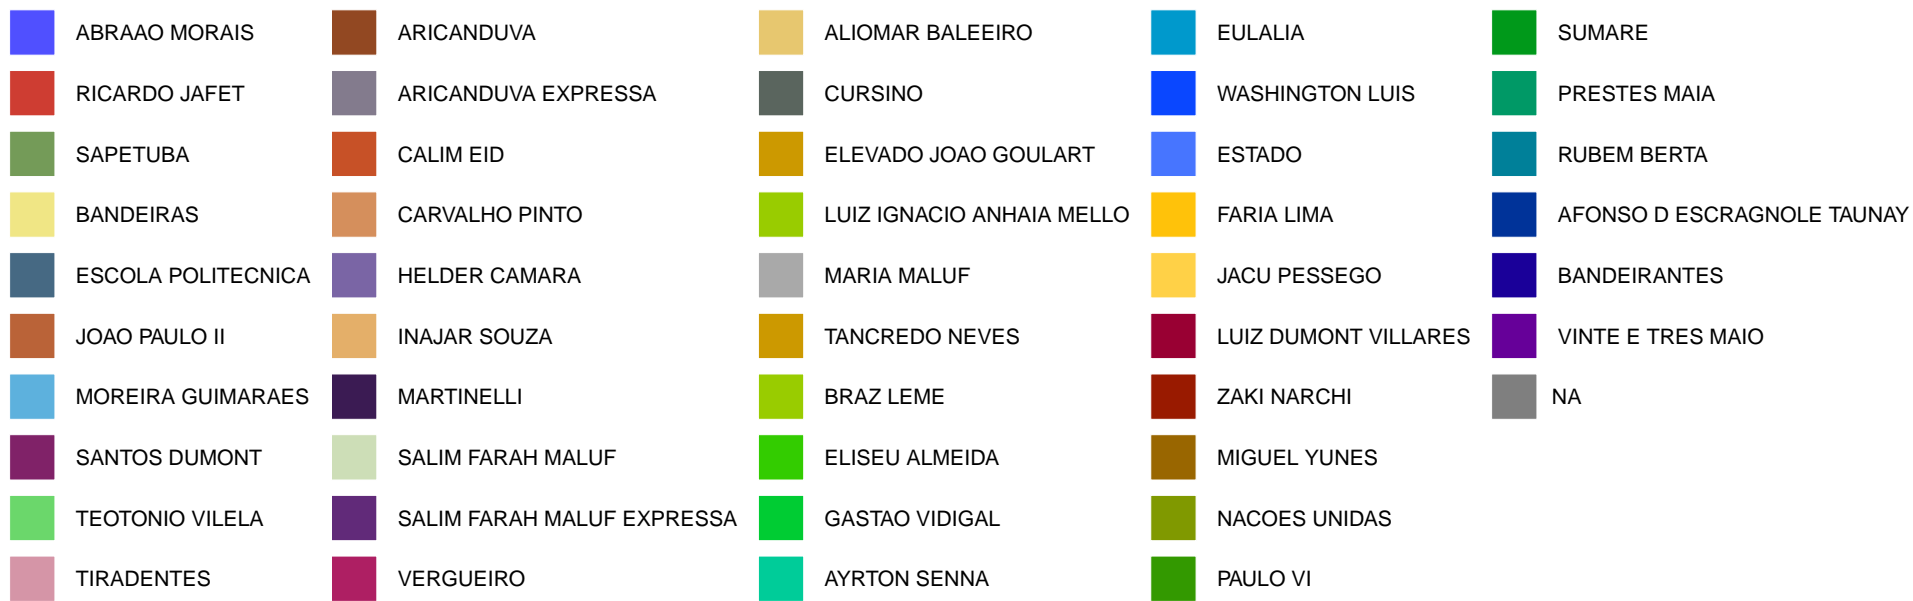 ABRAAO MORAIS
RICARDO JAFET
SAPETUBA
BANDEIRAS
ESCOLA POLITECNICA
JOAO PAULO II
MOREIRA GUIMARAES
SANTOS DUMONT
TEOTONIO VILELA
TIRADENTES
ARICANDUVA
ARICANDUVA EXPRESSA
CALIM EID
CARVALHO PINTO
HELDER CAMARA
INAJAR SOUZA
MARTINELLI
SALIM FARAH MALUF
SALIM FARAH MALUF EXPRESSA
VERGUEIRO
ALIOMAR BALEEIRO
CURSINO
ELEVADO JOAO GOULART
LUIZ IGNACIO ANHAIA MELLO
MARIA MALUF
TANCREDO NEVES
BRAZ LEME
ELISEU ALMEIDA
GASTAO VIDIGAL
AYRTON SENNA
EULALIA
WASHINGTON LUIS
ESTADO
FARIA LIMA
JACU PESSEGO
LUIZ DUMONT VILLARES
ZAKI NARCHI
MIGUEL YUNES
NACOES UNIDAS
PAULO VI
SUMARE
PRESTES MAIA
RUBEM BERTA
AFONSO D ESCRAGNOLE TAUNAY
BANDEIRANTES
VINTE E TRES MAIO
NA